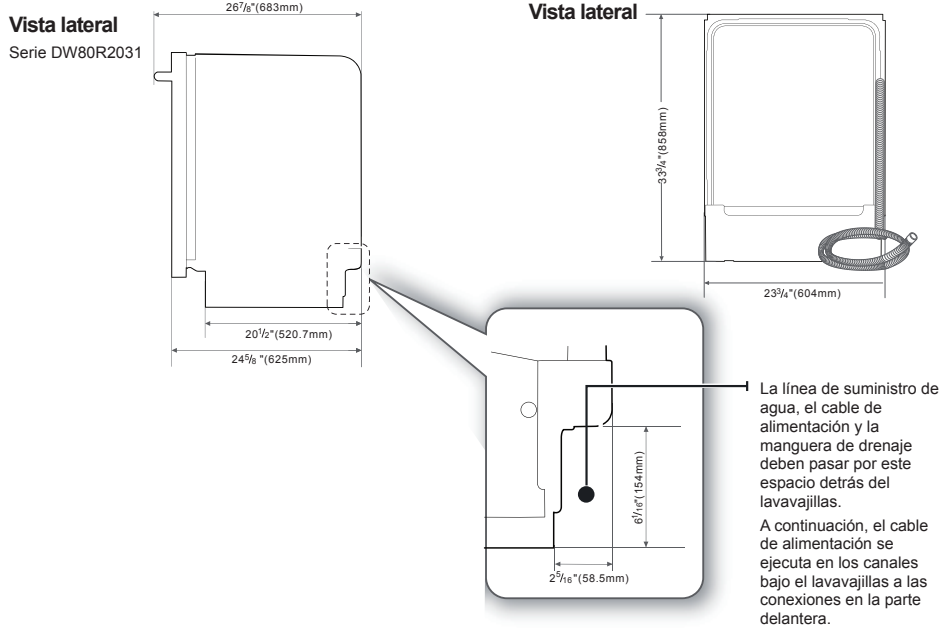 Vista lateral
Serie DW80R2031
26⁷/₈"(683mm)
20¹/₂"(520.7mm)
24⁵/₈ "(625mm)
Vista lateral
33³/₄"(858mm)
23³/₄"(604mm)
6¹/₁₆"(154mm)
2⁵/₁₆"(58.5mm)
La línea de suministro de
agua, el cable de
alimentación y la
manguera de drenaje
deben pasar por este
espacio detrás del
lavavajillas.
A continuación, el cable
de alimentación se
ejecuta en los canales
bajo el lavavajillas a las
conexiones en la parte
delantera.